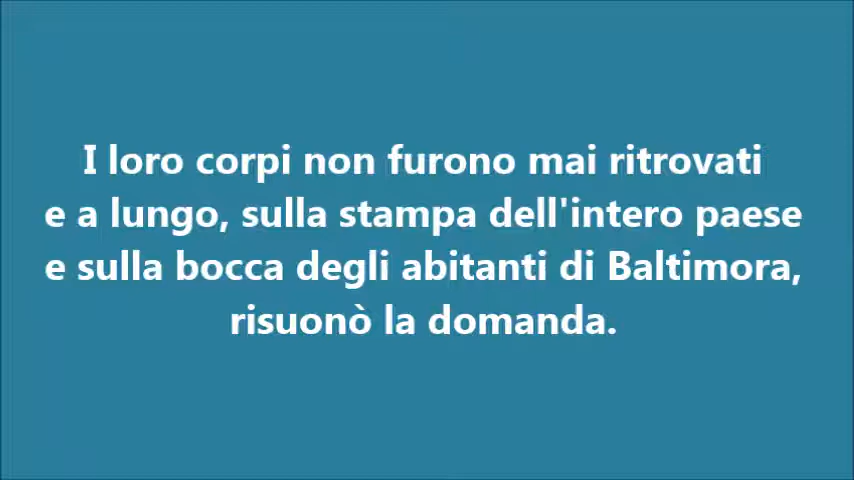 I loro corpi non furono mai ritrovati
e a lungo, sulla stampa dell'intero paese
e sulla bocca degli abitanti di Baltimora,
risuonò la domanda.